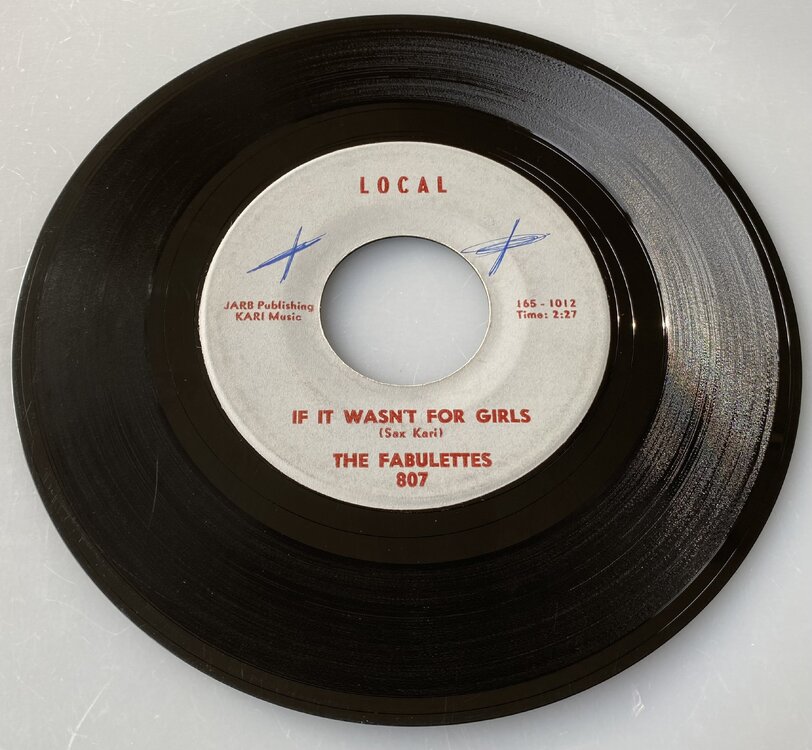 LOCAL
JARB Publishing
KARI Music
165 - 1012
Time: 2:27
IF IT WASN'T FOR GIRLS
(Sax Kari)
THE FABULETTES
807